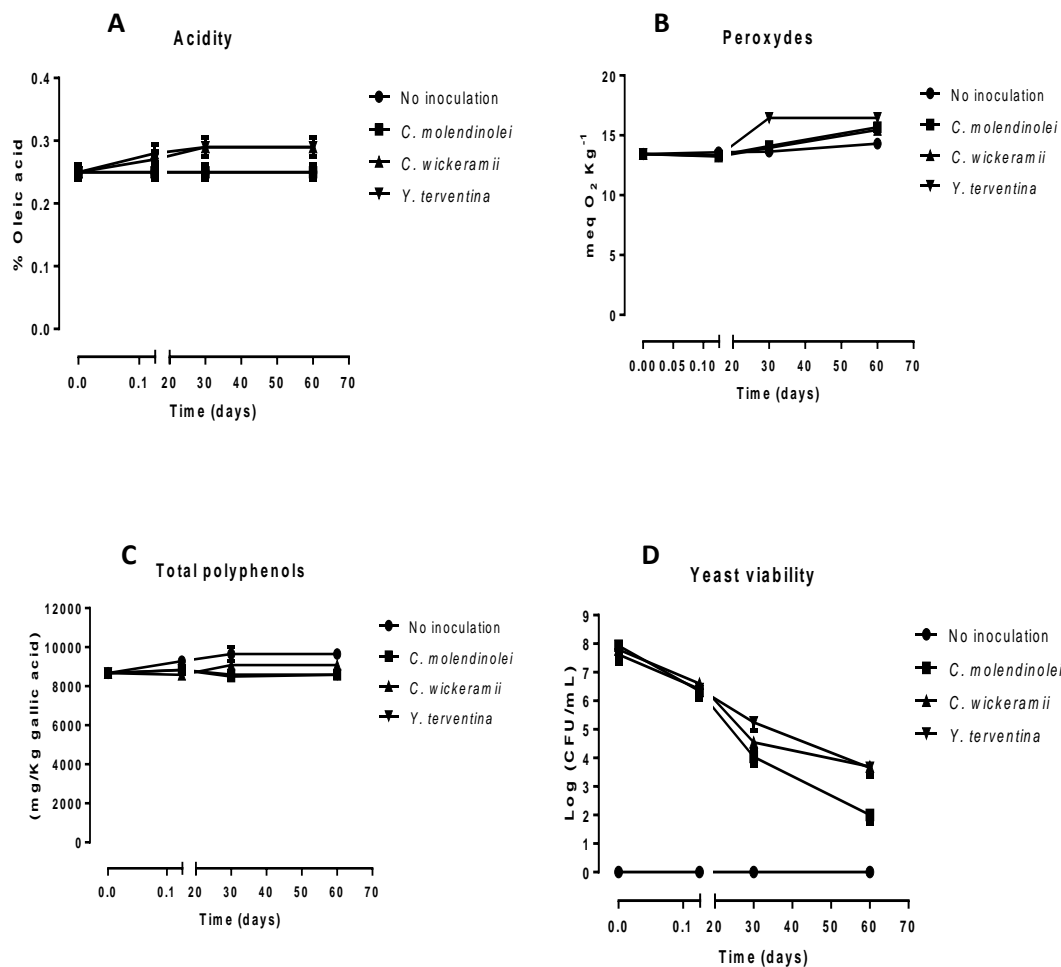 A
Acidity
0.4
0.3
0.2
0.1
0.0
% Oleic acid
0.0 0.1 20 30 40 50 60 70
Time (days)
No inoculation
C. molendinolei
C. wickeramii
Y. terventina
B
Peroxydes
20
15
10
5
0
meq O₂ Kg⁻¹
0.00 0.05 0.10 20 30 40 50 60 70
Time (days)
No inoculation
C. molendinolei
C. wickeramii
Y. terventina
C
Total polyphenols
12000
10000
8000
6000
4000
2000
0
(mg/Kg gallic acid)
0.0 0.1 20 30 40 50 60 70
Time (days)
No inoculation
C. molendinolei
C. wickeramii
Y. terventina
D
Yeast viability
9
8
7
6
5
4
3
2
1
0
Log (CFU/mL)
0.0 0.1 20 30 40 50 60 70
Time (days)
No inoculation
C. molendinolei
C. wickeramii
Y. terventina